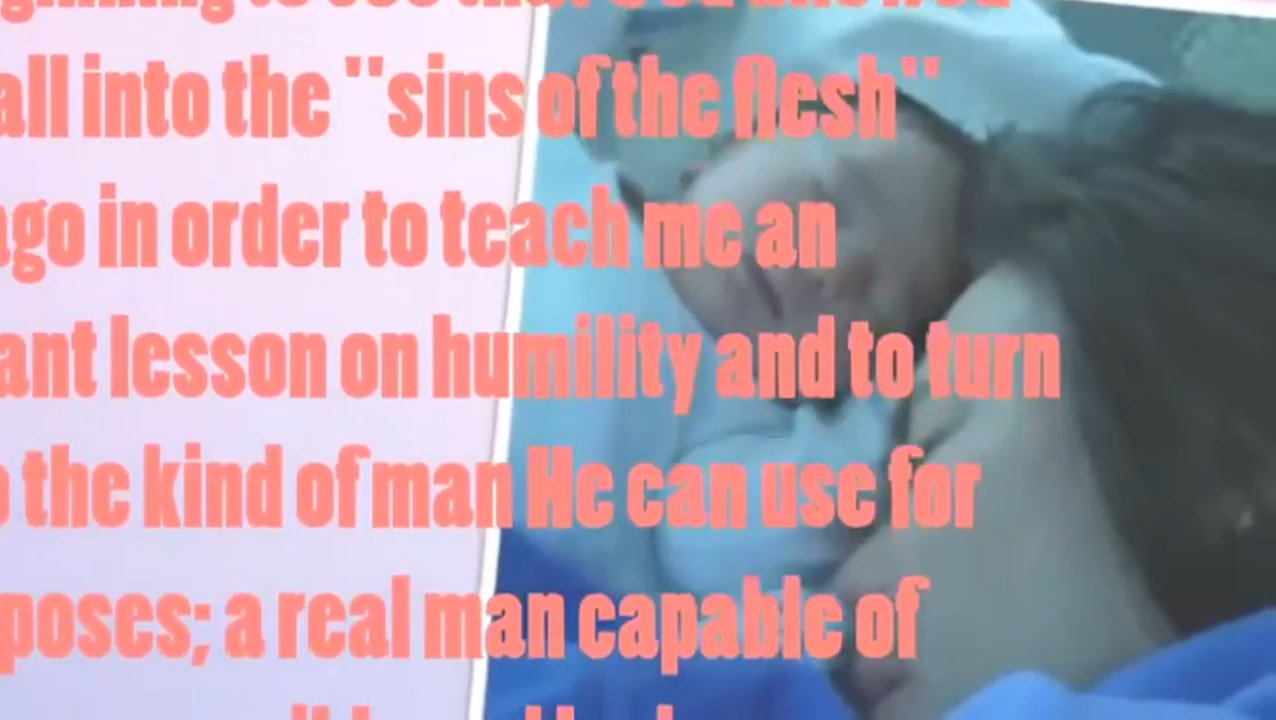 all into the "sins of the flesh"
ago in order to teach me an
ant lesson on humility and to turn
the kind of man He can use for
poses; a real man capable of